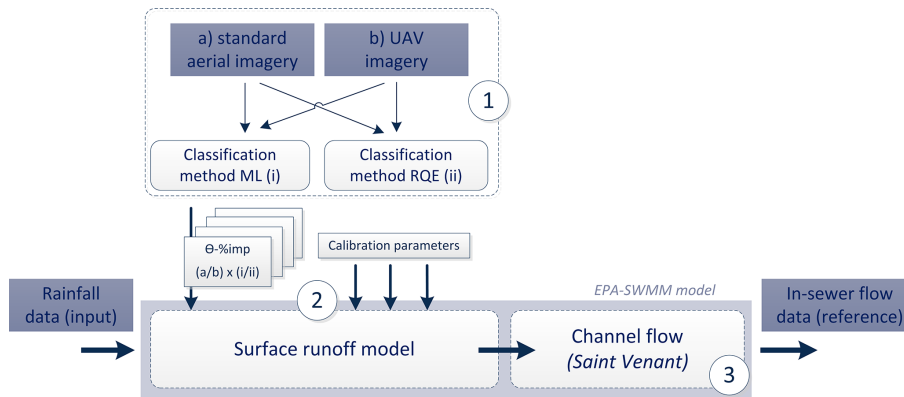 a) standard
aerial imagery
b) UAV
imagery
1
Classification
method ML (i)
Classification
method RQE (ii)
Ɵ-%imp
(a/b) x (i/ii)
Calibration parameters
Rainfall
data (input)
2
EPA-SWMM model
In-sewer flow
data (reference)
Surface runoff model
Channel flow
(Saint Venant)
3